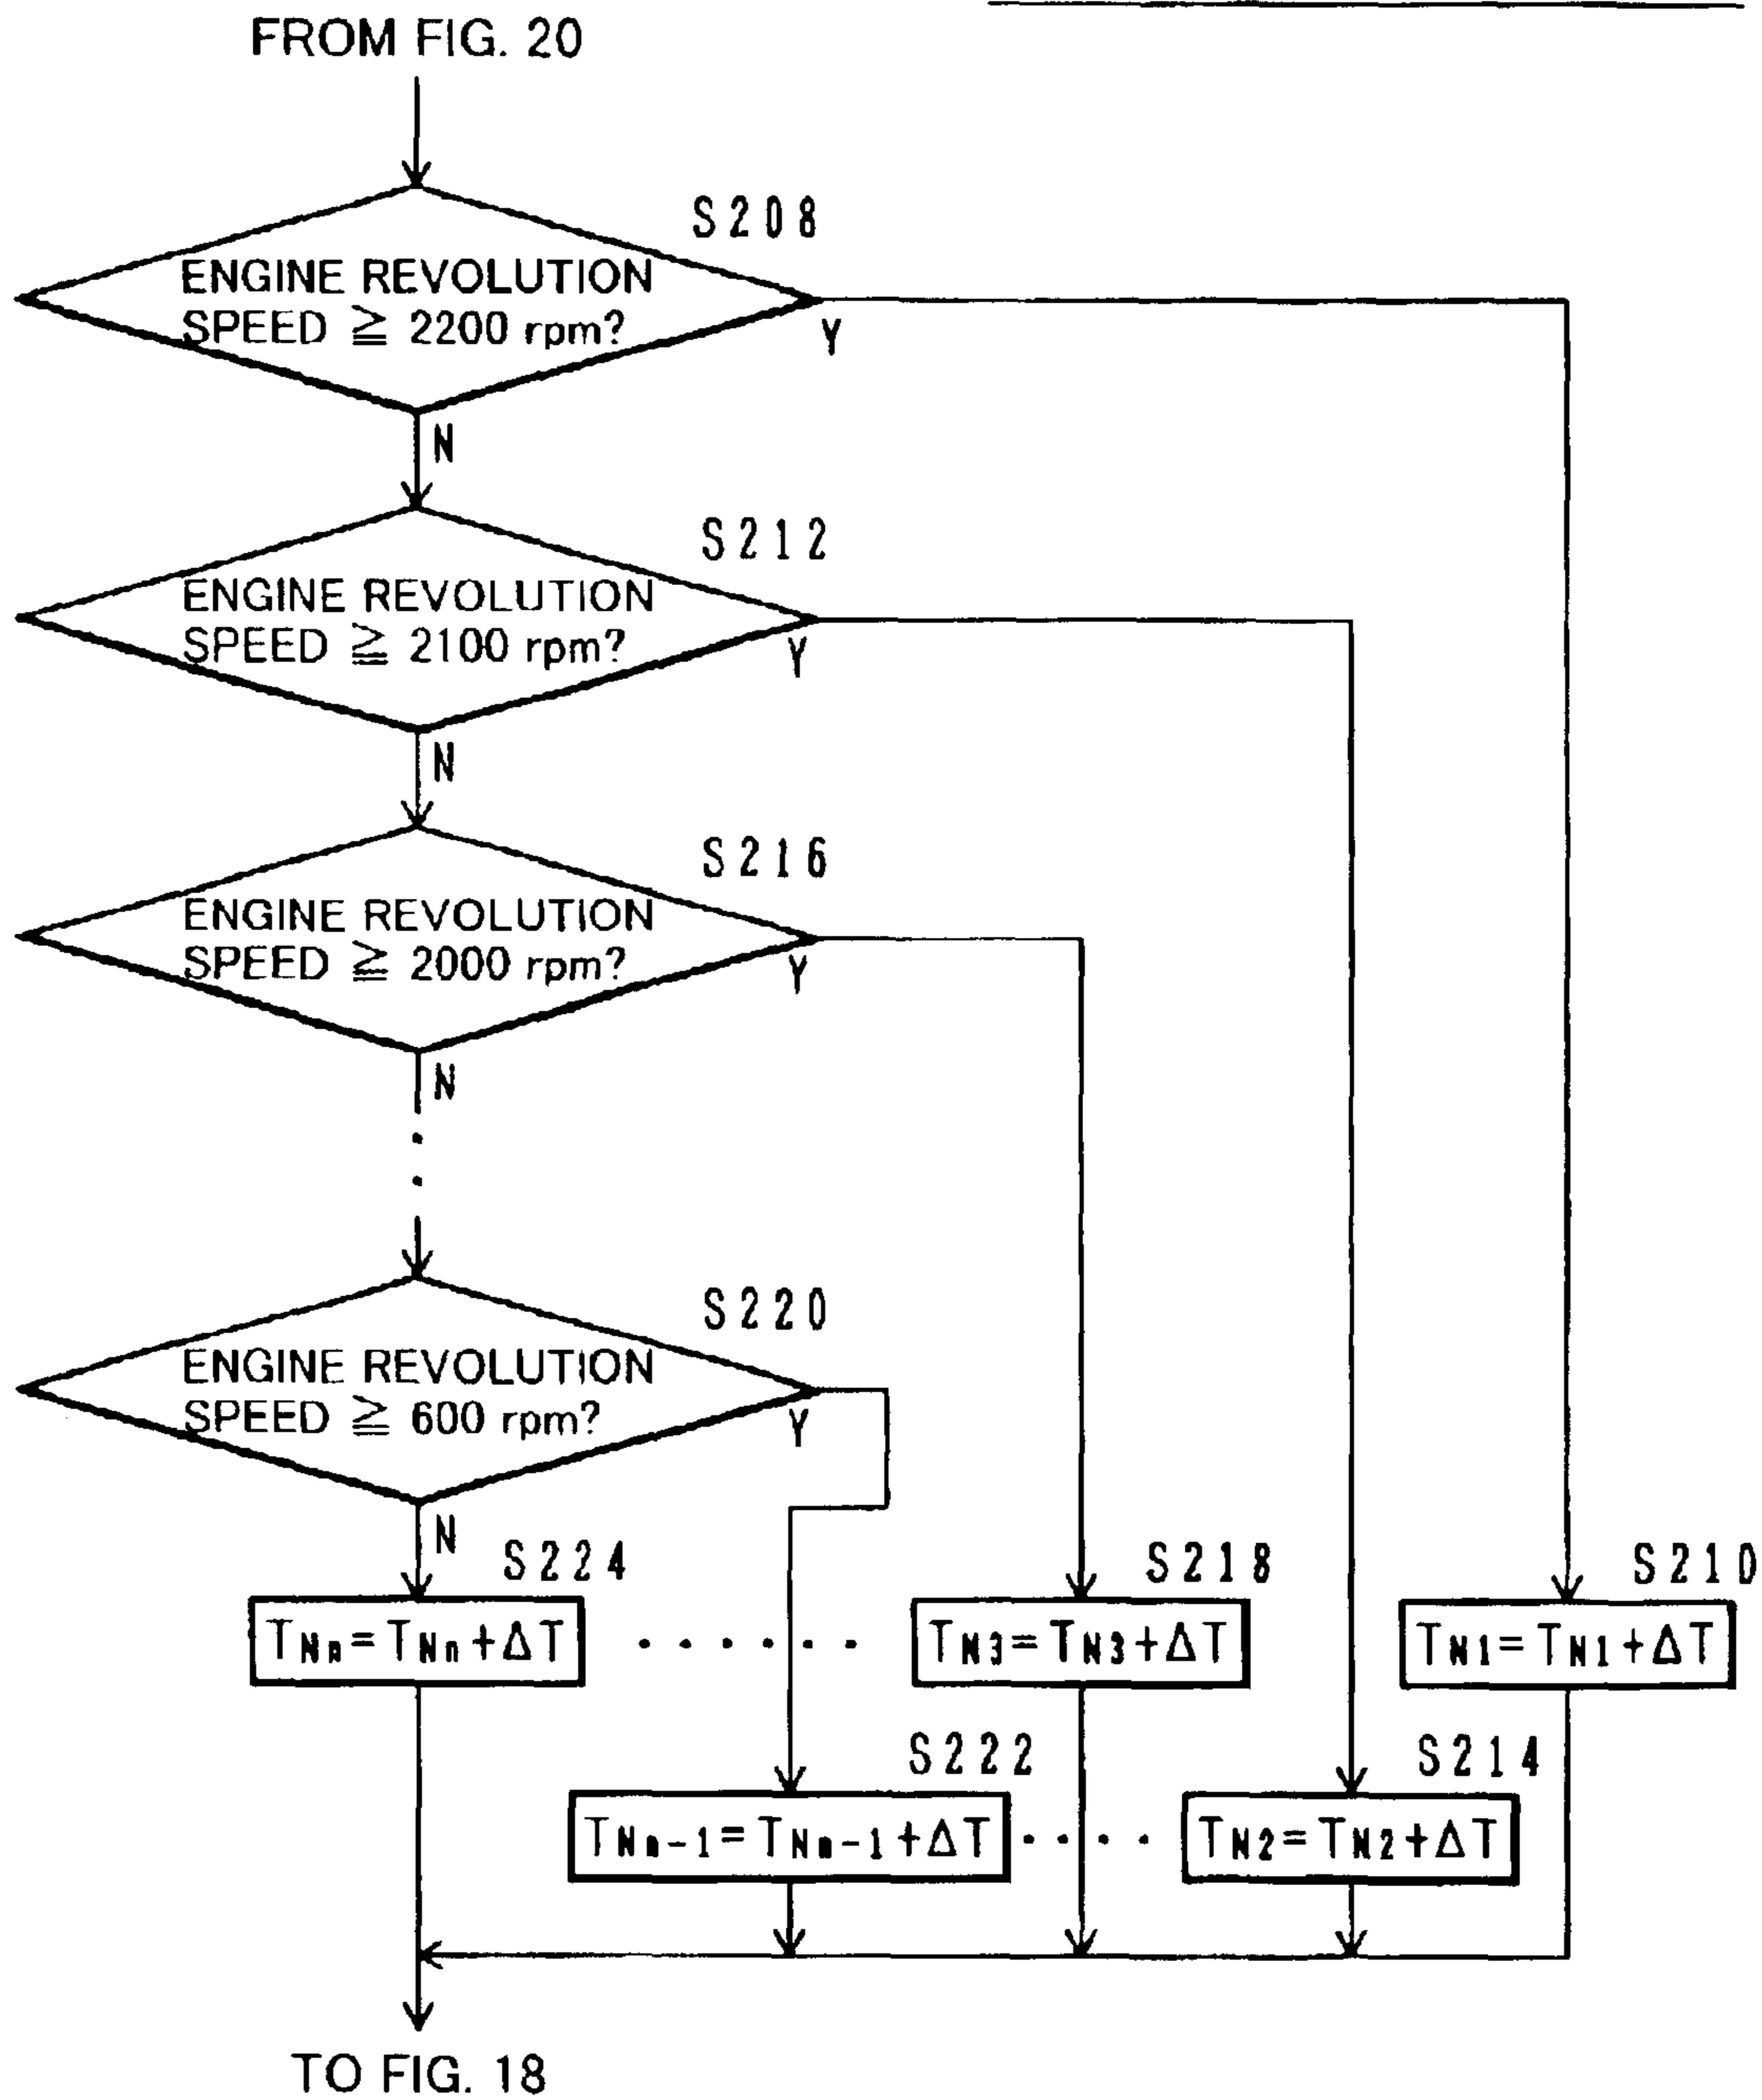 FROM FIG. 20
S208
ENGINE REVOLUTION
SPEED ≧ 2200 rpm?
Y
N
S212
ENGINE REVOLUTION
SPEED ≧ 2100 rpm?
Y
N
S216
ENGINE REVOLUTION
SPEED ≧ 2000 rpm?
Y
N
S220
ENGINE REVOLUTION
SPEED ≧ 600 rpm?
Y
N
S224
S218
S210
TNn=TNn+ΔT
TN3=TN3+ΔT
TN1=TN1+ΔT
S222
S214
TNn-1=TNn-1+ΔT
TN2=TN2+ΔT
TO FIG. 18